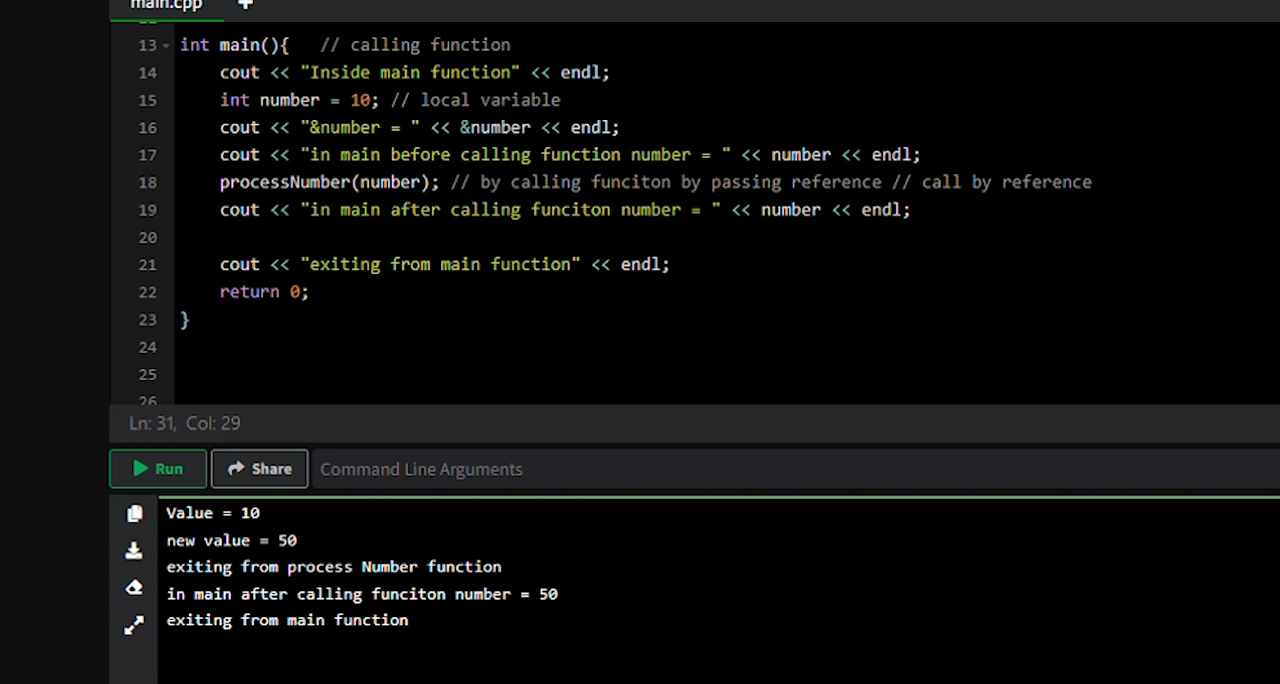 main.cpp +
13 int main(){   // calling function
14     cout << "Inside main function" << endl;
15     int number = 10; // local variable
16     cout << "&number = " << &number << endl;
17     cout << "in main before calling function number = " << number << endl;
18     processNumber(number); // by calling funciton by passing reference // call by reference
19     cout << "in main after calling funciton number = " << number << endl;
20
21     cout << "exiting from main function" << endl;
22     return 0;
23 }
24
25
26
Ln: 31, Col: 29
Run Share Command Line Arguments
Value = 10
new value = 50
exiting from process Number function
in main after calling funciton number = 50
exiting from main function